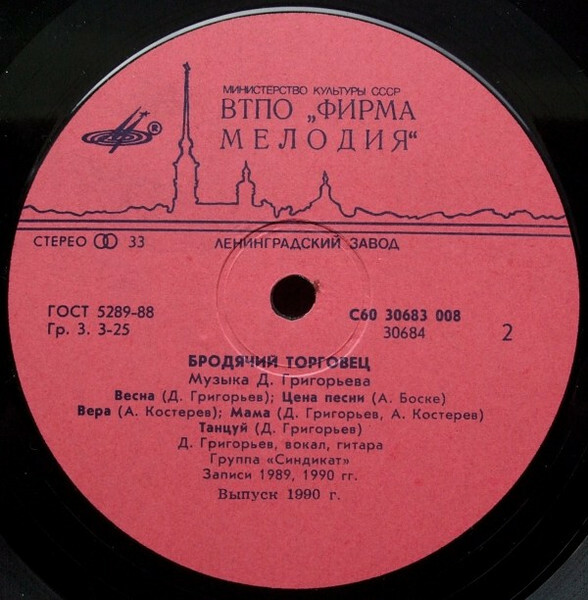 МИНИСТЕРСТВО КУЛЬТУРЫ СССР
ВТПО „ФИРМА
МЕЛОДИЯ“
®
СТЕРЕО 33
ЛЕНИНГРАДСКИЙ ЗАВОД
ГОСТ 5289-88
Гр. 3. 3-25
С60 30683 008
30684
2
БРОДЯЧИЙ ТОРГОВЕЦ
Музыка Д. Григорьева
Весна (Д. Григорьев); Цена песни (А. Боске)
Вера (А. Костерев); Мама (Д. Григорьев, А. Костерев)
Танцуй (Д. Григорьев)
Д. Григорьев, вокал, гитара
Группа «Синдикат»
Записи 1989, 1990 гг.
Выпуск 1990 г.